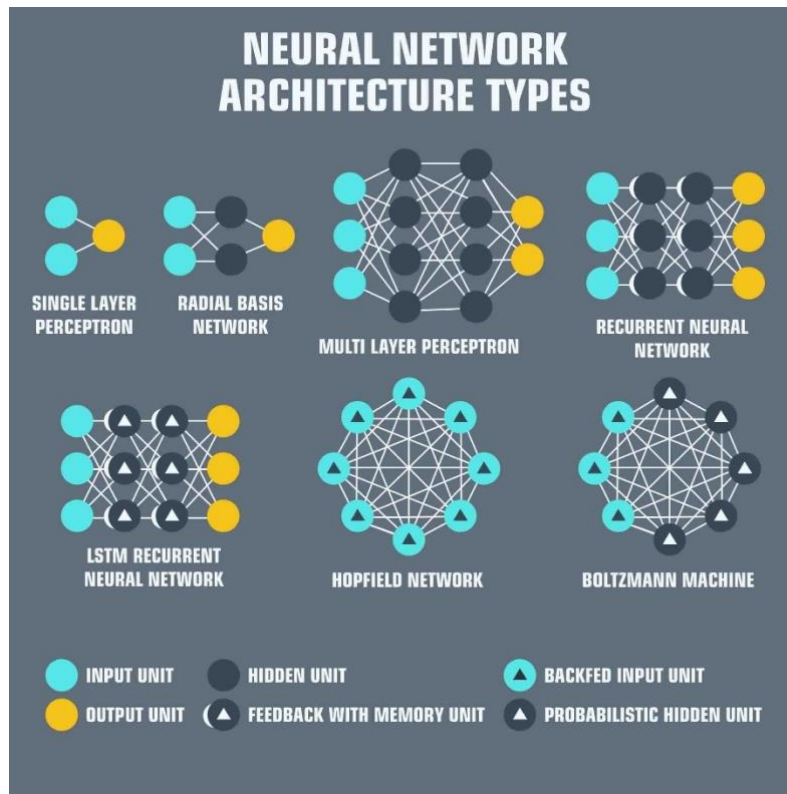 NEURAL NETWORK
ARCHITECTURE TYPES
SINGLE LAYER
PERCEPTRON
RADIAL BASIS
NETWORK
MULTI LAYER PERCEPTRON
RECURRENT NEURAL
NETWORK
LSTM RECURRENT
NEURAL NETWORK
HOPFIELD NETWORK
BOLTZMANN MACHINE
INPUT UNIT
HIDDEN UNIT
BACKFED INPUT UNIT
OUTPUT UNIT
FEEDBACK WITH MEMORY UNIT
PROBABILISTIC HIDDEN UNIT